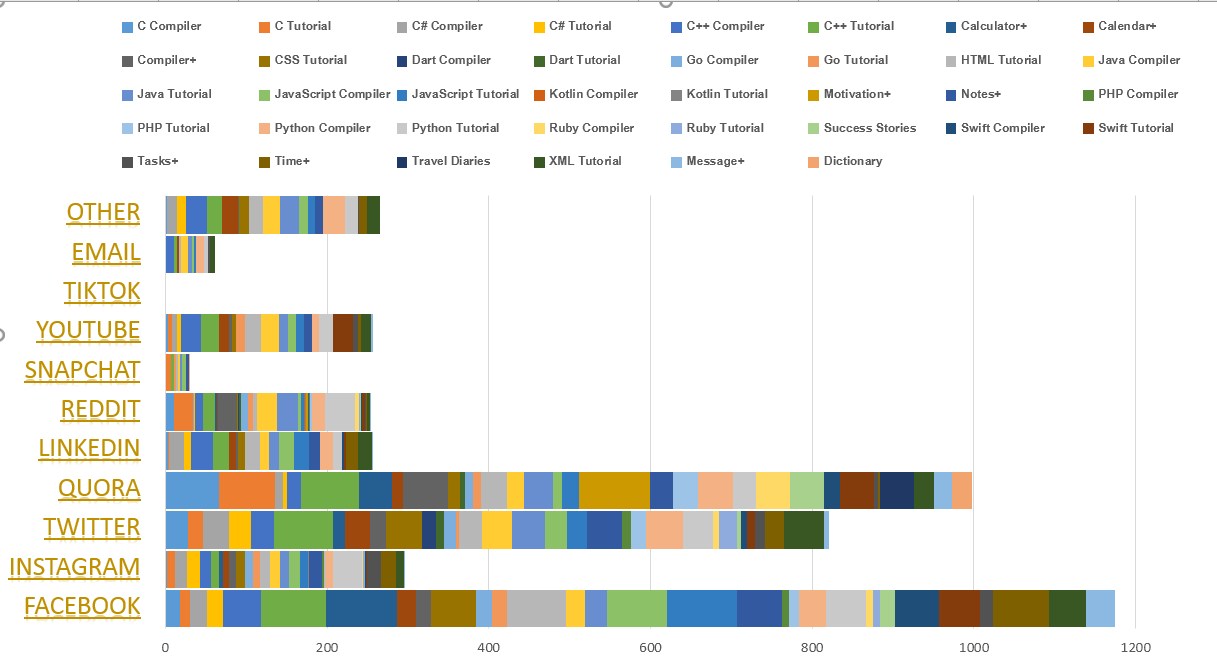 C Compiler C Tutorial C# Compiler C# Tutorial C++ Compiler C++ Tutorial Calculator+ Calendar+
Compiler+ CSS Tutorial Dart Compiler Dart Tutorial Go Compiler Go Tutorial HTML Tutorial Java Compiler
Java Tutorial JavaScript Compiler JavaScript Tutorial Kotlin Compiler Kotlin Tutorial Motivation+ Notes+ PHP Compiler
PHP Tutorial Python Compiler Python Tutorial Ruby Compiler Ruby Tutorial Success Stories Swift Compiler Swift Tutorial
Tasks+ Time+ Travel Diaries XML Tutorial Message+ Dictionary
OTHER
EMAIL
TIKTOK
YOUTUBE
SNAPCHAT
REDDIT
LINKEDIN
QUORA
TWITTER
INSTAGRAM
FACEBOOK
0 200 400 600 800 1000 1200